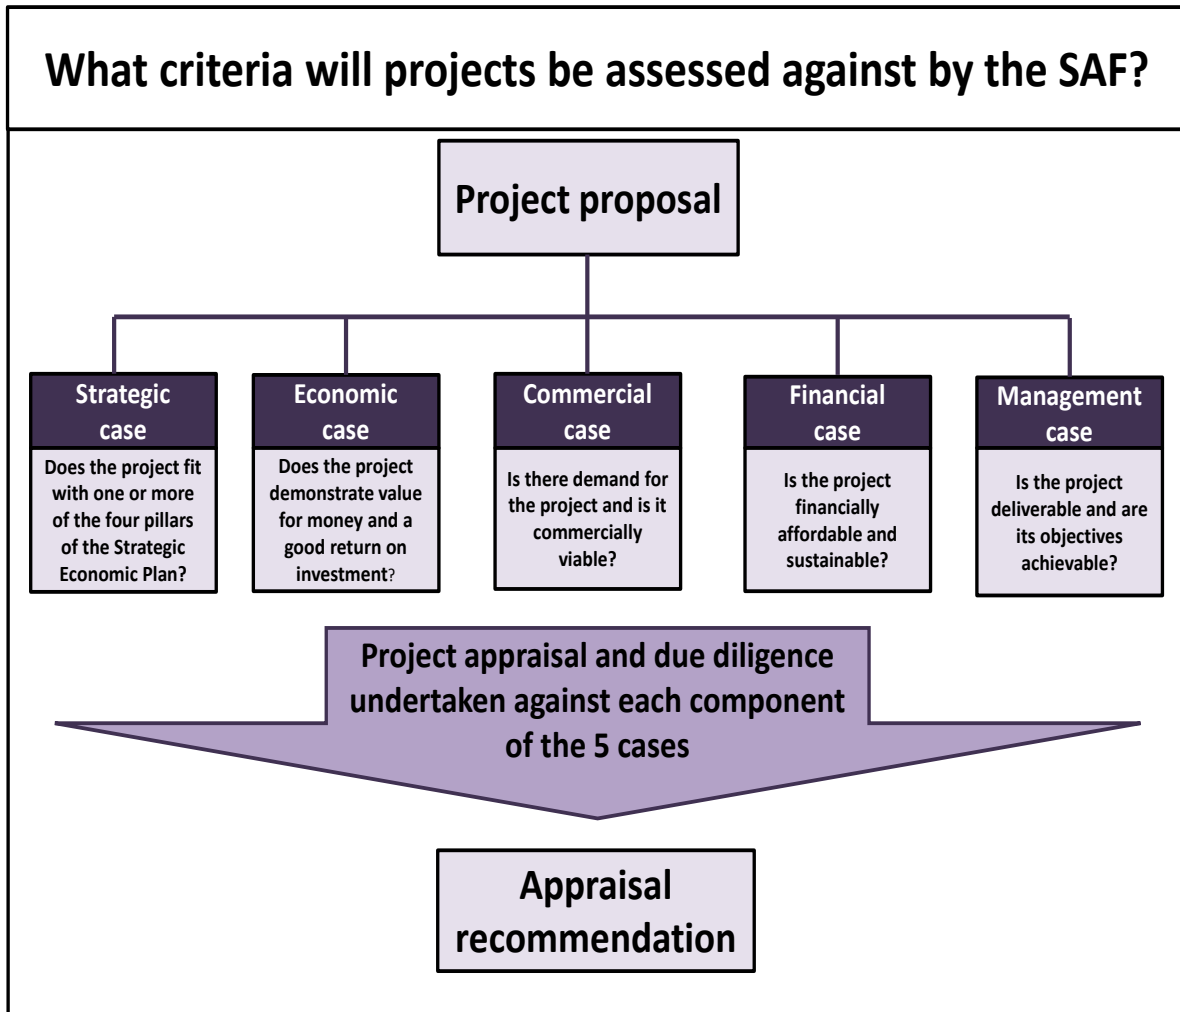 What criteria will projects be assessed against by the SAF?
Project proposal
Strategic
case
Does the project fit
with one or more
of the four pillars
of the Strategic
Economic Plan?
Economic
case
Does the project
demonstrate value
for money and a
good return on
investment?
Commercial
case
Is there demand for
the project and is it
commercially
viable?
Financial
case
Is the project
financially
affordable and
sustainable?
Management
case
Is the project
deliverable and are
its objectives
achievable?
Project appraisal and due diligence
undertaken against each component
of the 5 cases
Appraisal
recommendation